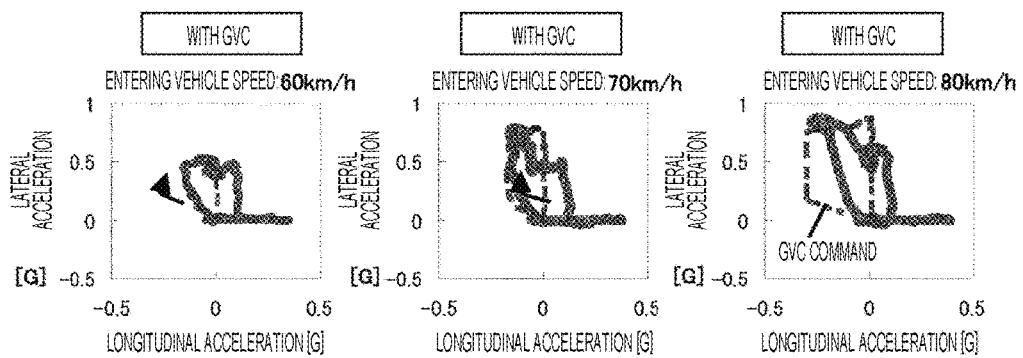 WITH GVC WITH GVC WITH GVC
ENTERING VEHICLE SPEED: 60km/h ENTERING VEHICLE SPEED: 70km/h ENTERING VEHICLE SPEED: 80km/h
1 1 1
LATERAL LATERAL LATERAL
ACCELERATION ACCELERATION ACCELERATION
0.5 0.5 0.5
0 0 0
GVC COMMAND
[G] −0.5 [G] −0.5 [G] −0.5
−0.5 0 0.5 −0.5 0 0.5 −0.5 0 0.5
LONGITUDINAL ACCELERATION [G] LONGITUDINAL ACCELERATION [G] LONGITUDINAL ACCELERATION [G]